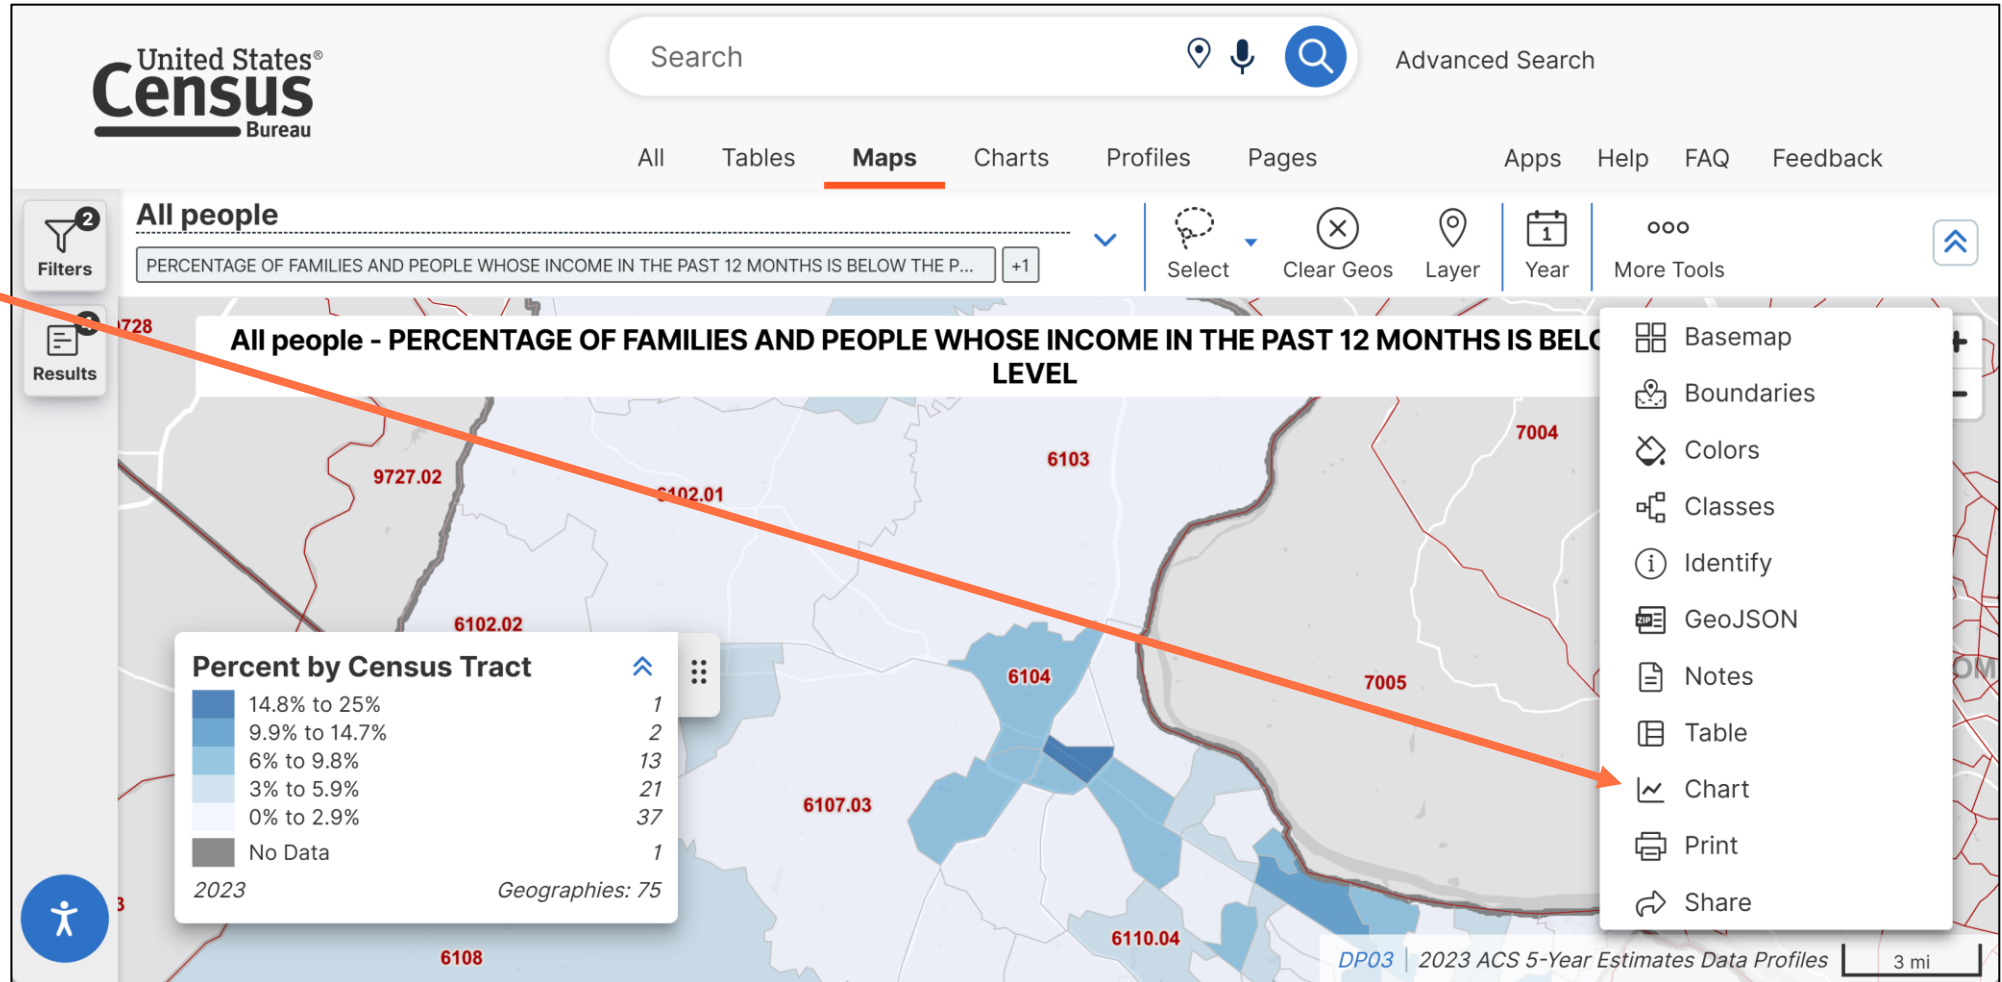 United States®
Census
Bureau
Search
Advanced Search
All Tables Maps Charts Profiles Pages Apps Help FAQ Feedback
2
Filters
Results
All people
PERCENTAGE OF FAMILIES AND PEOPLE WHOSE INCOME IN THE PAST 12 MONTHS IS BELOW THE P... +1
Select Clear Geos Layer 1 Year More Tools
All people - PERCENTAGE OF FAMILIES AND PEOPLE WHOSE INCOME IN THE PAST 12 MONTHS IS BELO
LEVEL
Basemap
Boundaries
Colors
Classes
Identify
ZIP GeoJSON
Notes
Table
Chart
Print
Share
+
−
728
9727.02
6102.01
6103
7004
6102.02
6104
7005
6107.03
6110.04
6108
3
OM
Percent by Census Tract
14.8% to 25% 1
9.9% to 14.7% 2
6% to 9.8% 13
3% to 5.9% 21
0% to 2.9% 37
No Data 1
2023 Geographies: 75
DP03 | 2023 ACS 5-Year Estimates Data Profiles
3 mi